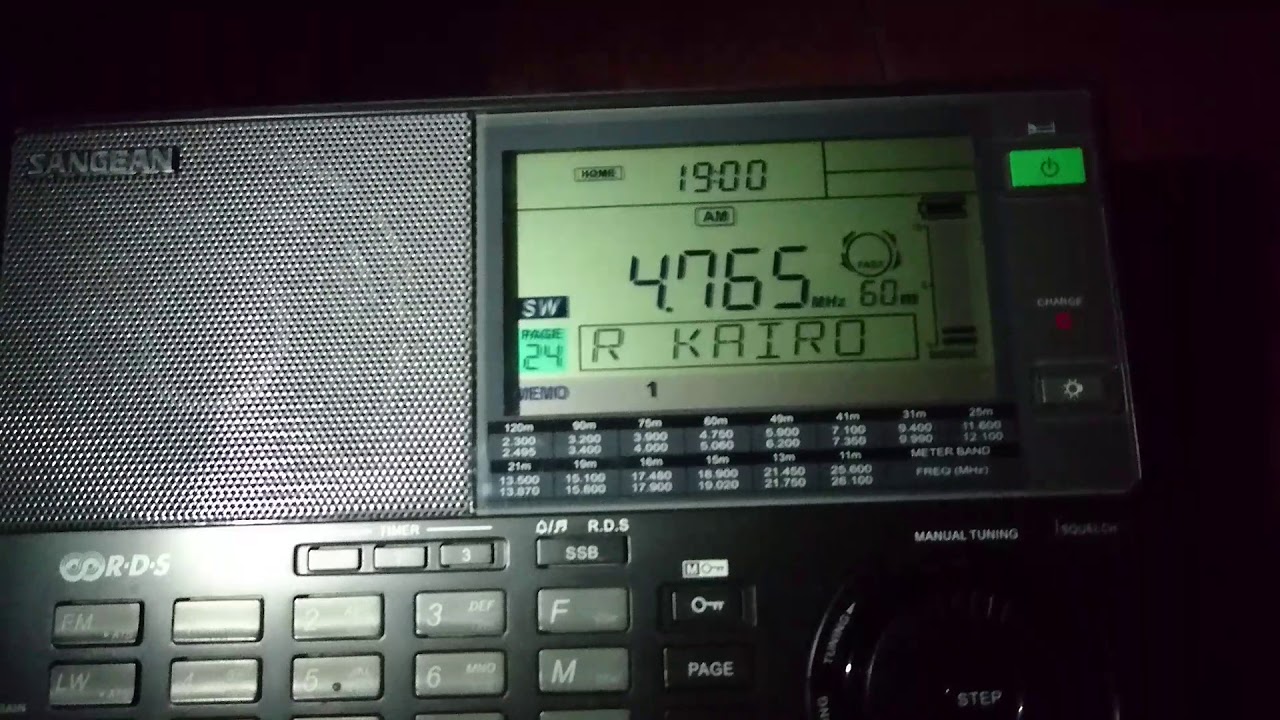 SANGEAN
HOME 19:00
AM
4.765 MHz 60m
SW
PAGE
24 R KAIRO
MEMO 1
CHARGE
120m 90m 75m 60m 49m 41m 31m 25m
2.300 3.200 3.900 4.750 5.900 7.100 9.400 11.600
2.495 3.400 4.000 5.060 6.200 7.350 9.990 12.100
21m 19m 16m 15m 13m 11m METER BAND
13.500 15.100 17.480 18.900 21.450 25.600 FREQ (MHz)
13.870 15.800 17.900 19.020 21.750 26.100
TIMER
R.D.S
MANUAL TUNING
SQUELCH
R·D·S
3
SSB
M
FM
2
3 DEF
F
LW
4
5
6 MNO
M
PAGE
TUNING
STEP